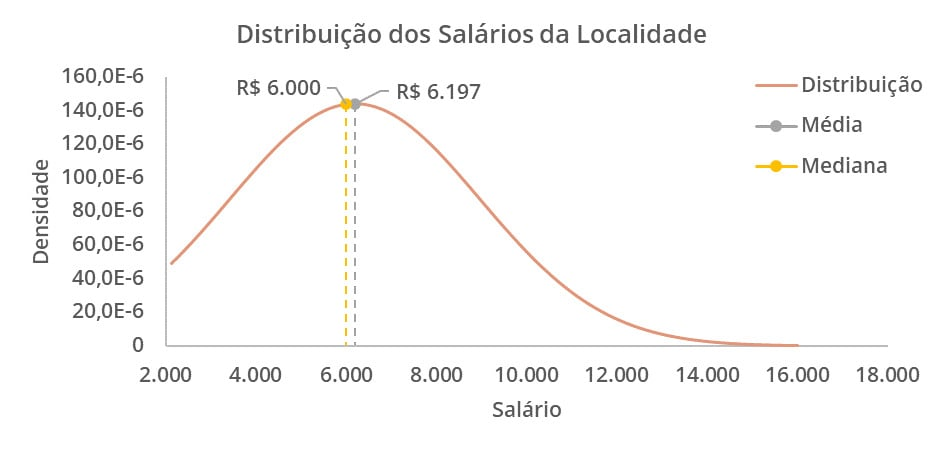 Distribuição dos Salários da Localidade
160,0E-6
140,0E-6
120,0E-6
100,0E-6
80,0E-6
60,0E-6
40,0E-6
20,0E-6
0
Densidade
R$ 6.000
R$ 6.197
Distribuição
Média
Mediana
2.000 4.000 6.000 8.000 10.000 12.000 14.000 16.000 18.000
Salário